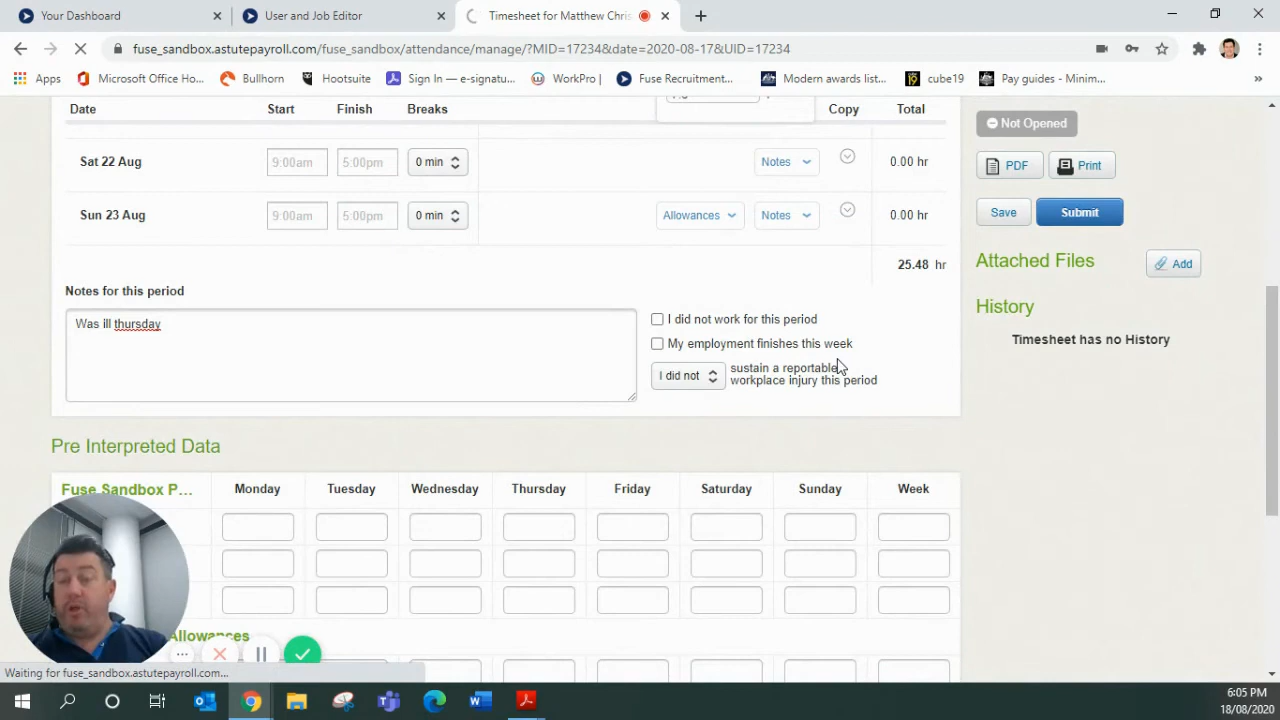 Your Dashboard
User and Job Editor
Timesheet for Matthew Chris
fuse_sandbox.astutepayroll.com/fuse_sandbox/attendance/manage/?MID=17234&date=2020-08-17&UID=17234
Apps
Microsoft Office Ho...
Bullhorn
Hootsuite
Sign In — e-signatu...
WorkPro |
Fuse Recruitment...
Modern awards list...
cube19
Pay guides - Minim...
»
Date Start Finish Breaks Copy Total
Sat 22 Aug 9:00am 5:00pm 0 min Notes 0.00 hr
Sun 23 Aug 9:00am 5:00pm 0 min Allowances Notes 0.00 hr
25.48 hr
Notes for this period
Was ill thursday
I did not work for this period
My employment finishes this week
I did not
sustain a reportable
workplace injury this period
Not Opened
PDF Print
Save Submit
Attached Files Add
History
Timesheet has no History
Pre Interpreted Data
Fuse Sandbox P... Monday Tuesday Wednesday Thursday Friday Saturday Sunday Week
Allowances
Waiting for fuse_sandbox.astutepayroll.com...
6:05 PM
18/08/2020